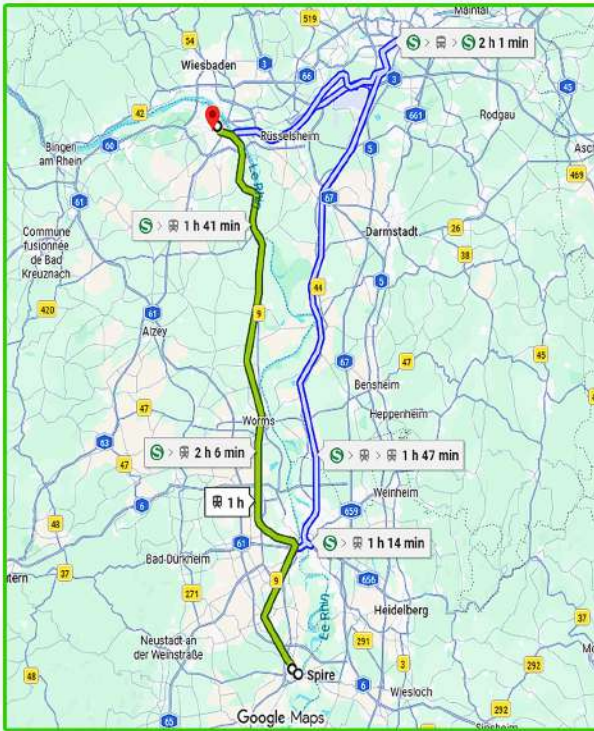 Maintal
519
54
Wiesbaden
S > > S 2 h 1 min
1
66
3
45
42
661
Rodgau
Rüsselsheim
Bingen
am Rhein
60
5
469
Le Rhin
61
67
S > 1 h 41 min
Darmstadt
26
Commune
fusionnée
de Bad
Kreuznach
38
5
44
420
61
9
Alzey
67
47
45
Bensheim
47
Worms
Heppenheim
63
47
S > 2 h 6 min
S > > 1 h 47 min
6
1 h
Weinheim
48
659
61
S > 1 h 14 min
Bad Dürkheim
37
656
9
271
Le Rhin
Heidelberg
37
Neustadt an
der Weinstraße
291
3
292
48
Spire
6
Wiesloch
65
Google Maps
292
Sinsheim